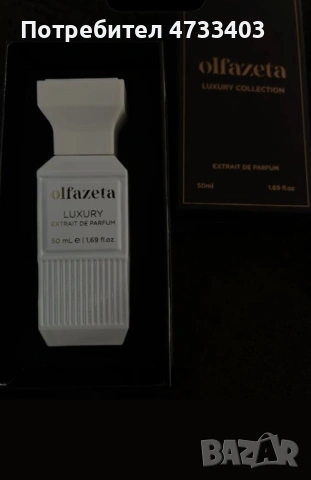 Потребител 4733403
olfazeta
LUXURY COLLECTION
EXTRAIT DE PARFUM
50ml
1.69 fl.oz
olfazeta
LUXURY
EXTRAIT DE PARFUM
50 mL e | 1.69 fl oz.
BAZAR